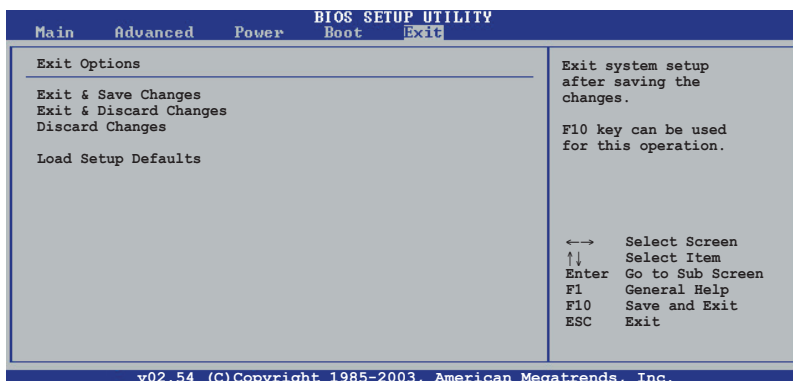 BIOS SETUP UTILITY
Main Advanced Power Boot Exit
Exit Options
Exit & Save Changes
Exit & Discard Changes
Discard Changes
Load Setup Defaults
Exit system setup
after saving the
changes.
F10 key can be used
for this operation.
←→ Select Screen
↑↓ Select Item
Enter Go to Sub Screen
F1 General Help
F10 Save and Exit
ESC Exit
v02.54 (C)Copyright 1985-2003, American Megatrends, Inc.